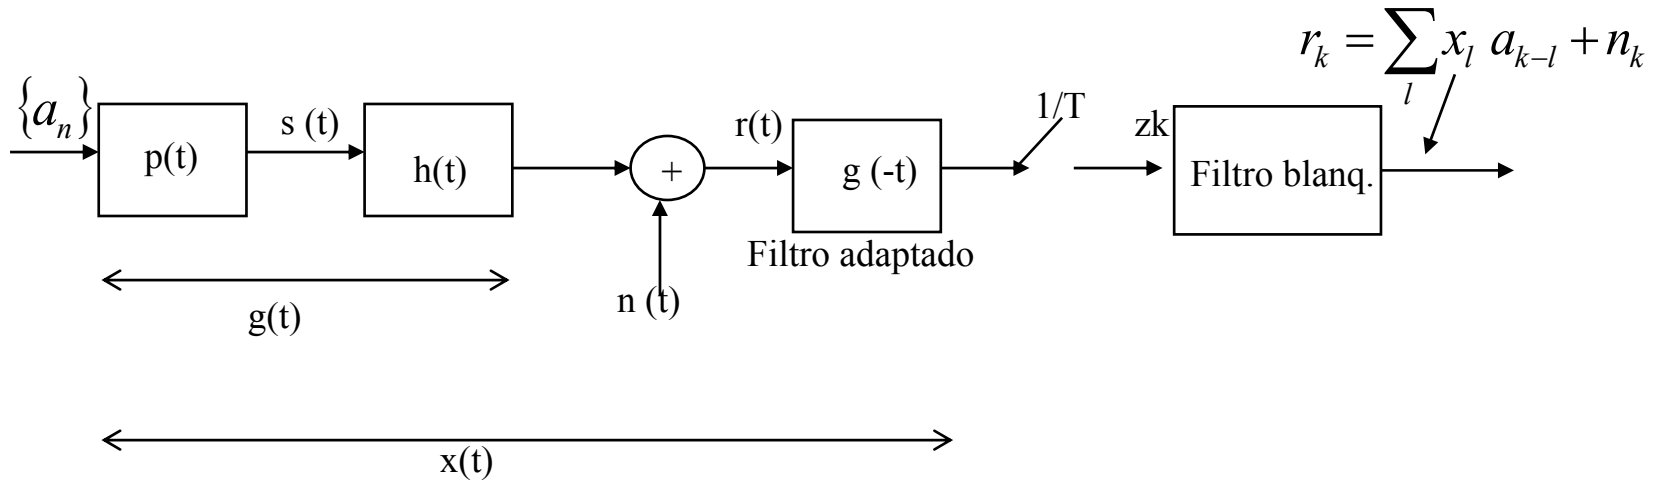 r_k = ∑_l x_l a_{k−l} + n_k
{a_n}
p(t)
s (t)
h(t)
+
n (t)
r(t)
g (-t)
Filtro adaptado
1/T
zk
Filtro blanq.
g(t)
x(t)